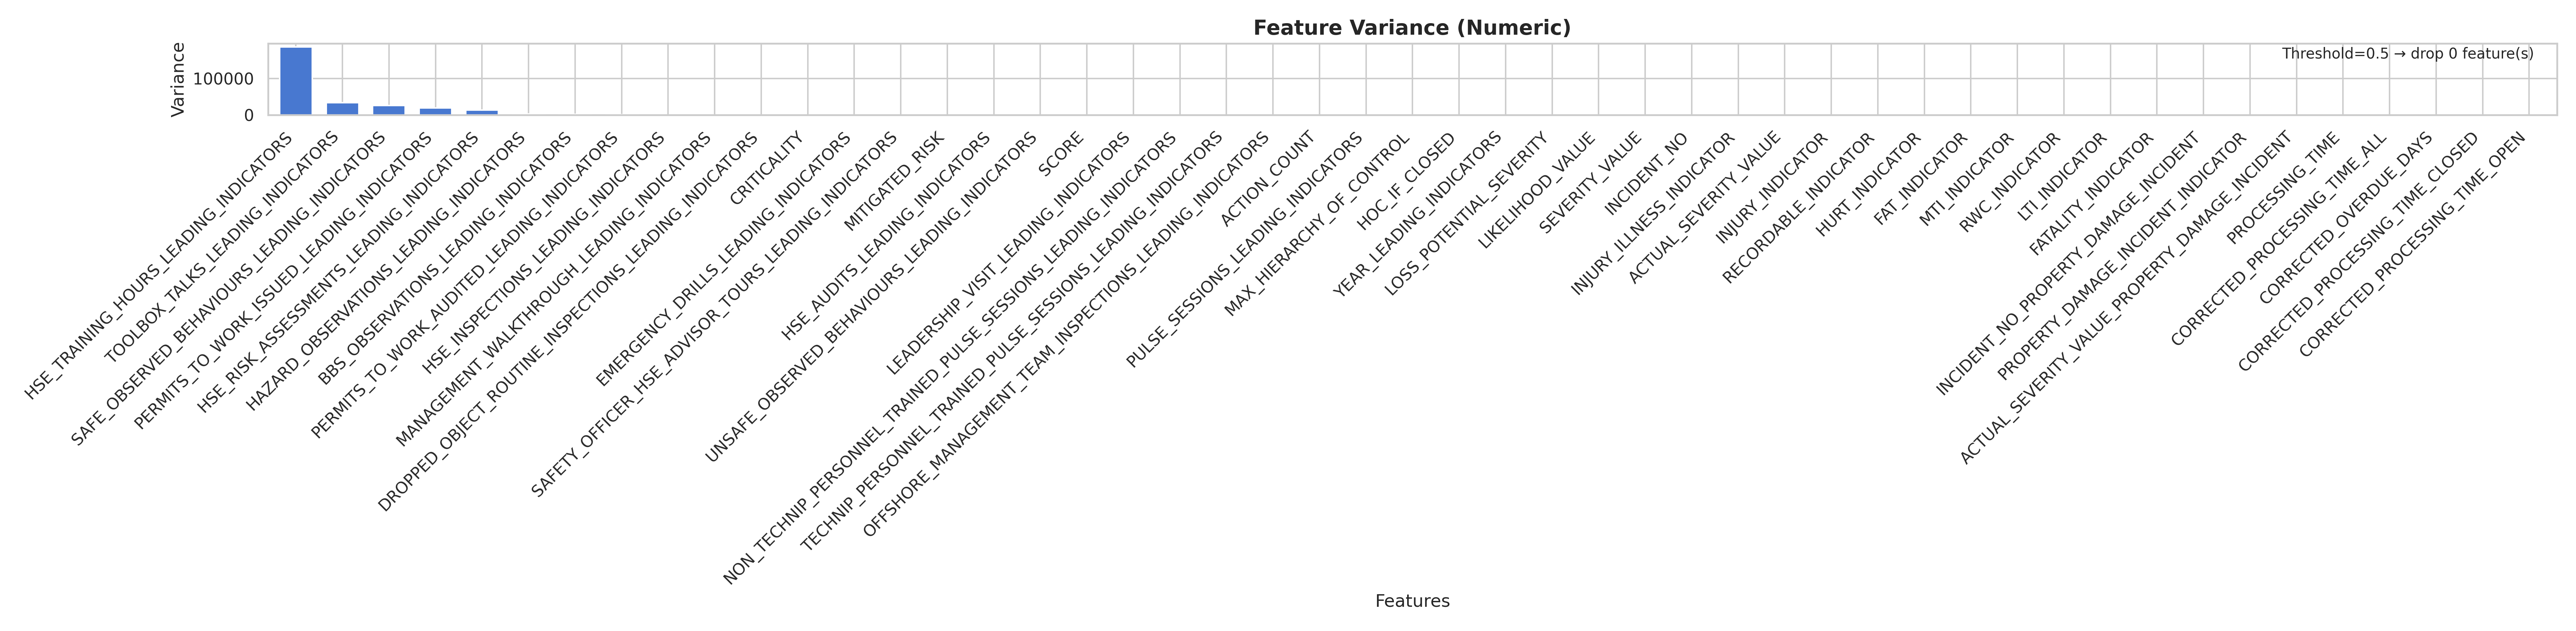 Feature Variance (Numeric)
Variance
100000
0
Threshold=0.5 → drop 0 feature(s)
HSE_TRAINING_HOURS_LEADING_INDICATORS
TOOLBOX_TALKS_LEADING_INDICATORS
SAFE_OBSERVED_BEHAVIOURS_LEADING_INDICATORS
PERMITS_TO_WORK_ISSUED_LEADING_INDICATORS
HSE_RISK_ASSESSMENTS_LEADING_INDICATORS
HAZARD_OBSERVATIONS_LEADING_INDICATORS
BBS_OBSERVATIONS_LEADING_INDICATORS
PERMITS_TO_WORK_AUDITED_LEADING_INDICATORS
HSE_INSPECTIONS_LEADING_INDICATORS
MANAGEMENT_WALKTHROUGH_LEADING_INDICATORS
DROPPED_OBJECT_ROUTINE_INSPECTIONS_LEADING_INDICATORS
CRITICALITY
EMERGENCY_DRILLS_LEADING_INDICATORS
SAFETY_OFFICER_HSE_ADVISOR_TOURS_LEADING_INDICATORS
MITIGATED_RISK
HSE_AUDITS_LEADING_INDICATORS
UNSAFE_OBSERVED_BEHAVIOURS_LEADING_INDICATORS
SCORE
LEADERSHIP_VISIT_LEADING_INDICATORS
NON_TECHNIP_PERSONNEL_TRAINED_PULSE_SESSIONS_LEADING_INDICATORS
TECHNIP_PERSONNEL_TRAINED_PULSE_SESSIONS_LEADING_INDICATORS
OFFSHORE_MANAGEMENT_TEAM_INSPECTIONS_LEADING_INDICATORS
ACTION_COUNT
PULSE_SESSIONS_LEADING_INDICATORS
MAX_HIERARCHY_OF_CONTROL
HOC_IF_CLOSED
YEAR_LEADING_INDICATORS
LOSS_POTENTIAL_SEVERITY
LIKELIHOOD_VALUE
SEVERITY_VALUE
INCIDENT_NO
INJURY_ILLNESS_INDICATOR
ACTUAL_SEVERITY_VALUE
INJURY_INDICATOR
RECORDABLE_INDICATOR
HURT_INDICATOR
FAT_INDICATOR
MTI_INDICATOR
RWC_INDICATOR
LTI_INDICATOR
FATALITY_INDICATOR
INCIDENT_NO_PROPERTY_DAMAGE_INCIDENT
PROPERTY_DAMAGE_INCIDENT_INDICATOR
ACTUAL_SEVERITY_VALUE_PROPERTY_DAMAGE_INCIDENT
PROCESSING_TIME
CORRECTED_PROCESSING_TIME_ALL
CORRECTED_OVERDUE_DAYS
CORRECTED_PROCESSING_TIME_CLOSED
CORRECTED_PROCESSING_TIME_OPEN
Features